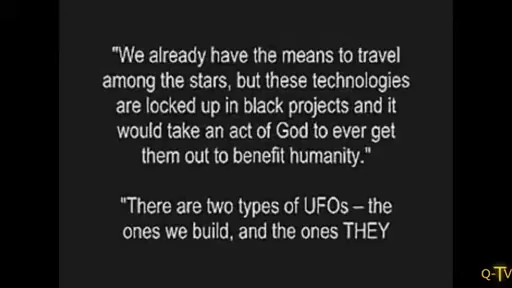 "We already have the means to travel
among the stars, but these technologies
are locked up in black projects and it
would take an act of God to ever get
them out to benefit humanity."
"There are two types of UFOs – the
ones we build, and the ones THEY
Q-TV